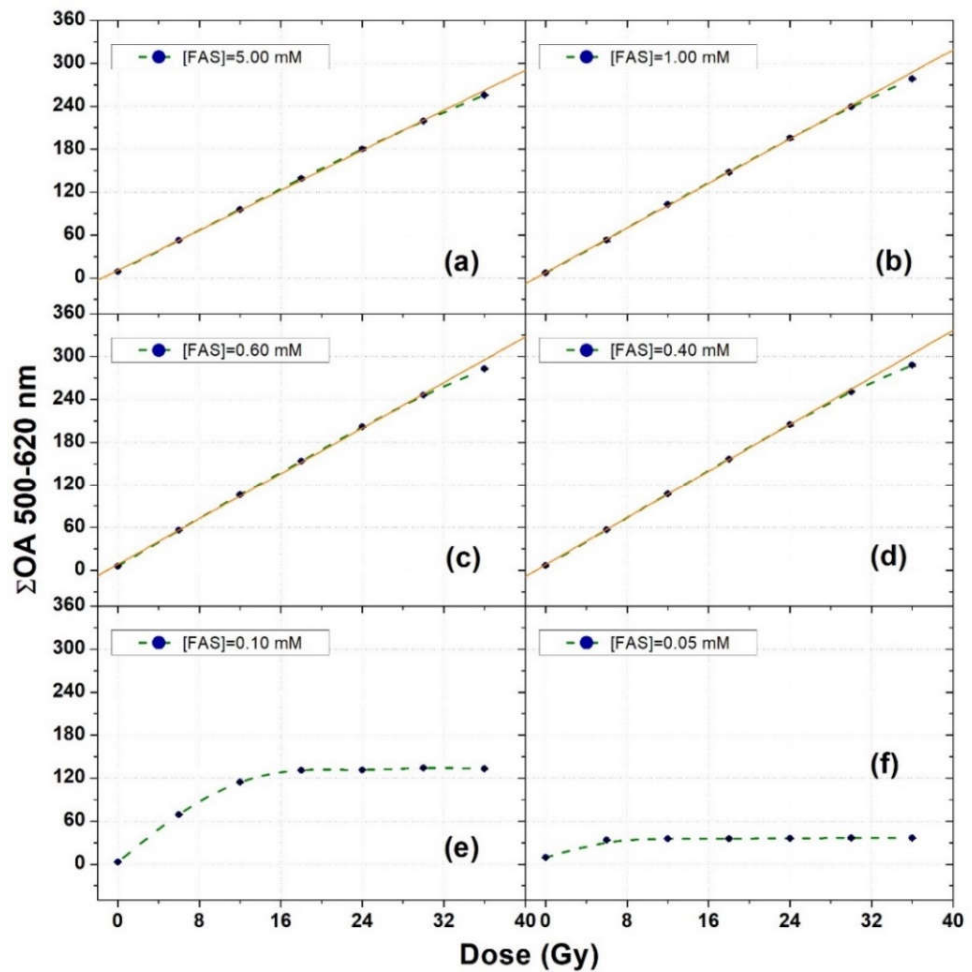 360
300
240
180
120
60
0
[FAS]=5.00 mM
(a)
[FAS]=1.00 mM
(b)
360
300
240
180
120
60
0
[FAS]=0.60 mM
(c)
[FAS]=0.40 mM
(d)
360
300
240
180
120
60
0
[FAS]=0.10 mM
(e)
[FAS]=0.05 mM
(f)
ΣOA 500-620 nm
0 8 16 24 32 40 0 8 16 24 32 40
Dose (Gy)